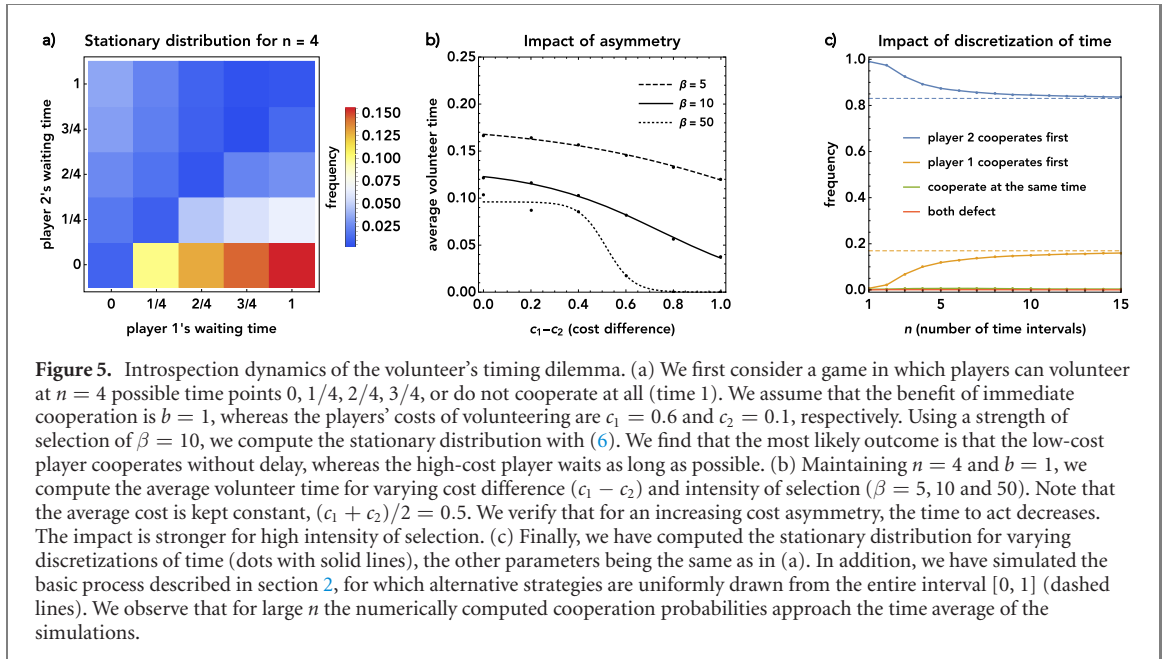 a) Stationary distribution for n = 4
player 2's waiting time
1
3/4
2/4
1/4
0
0 1/4 2/4 3/4 1
player 1's waiting time
0.150
0.125
0.100
0.075
0.050
0.025
frequency
b) Impact of asymmetry
average volunteer time
0.25
0.20
0.15
0.10
0.05
0.00
β = 5
β = 10
β = 50
0.0 0.2 0.4 0.6 0.8 1.0
c₁−c₂ (cost difference)
c) Impact of discretization of time
frequency
1.0
0.8
0.6
0.4
0.2
0.0
player 2 cooperates first
player 1 cooperates first
cooperate at the same time
both defect
1 5 10 15
n (number of time intervals)
Figure 5. Introspection dynamics of the volunteer's timing dilemma. (a) We first consider a game in which players can volunteer
at n = 4 possible time points 0, 1/4, 2/4, 3/4, or do not cooperate at all (time 1). We assume that the benefit of immediate
cooperation is b = 1, whereas the players' costs of volunteering are c₁ = 0.6 and c₂ = 0.1, respectively. Using a strength of
selection of β = 10, we compute the stationary distribution with (6). We find that the most likely outcome is that the low-cost
player cooperates without delay, whereas the high-cost player waits as long as possible. (b) Maintaining n = 4 and b = 1, we
compute the average volunteer time for varying cost difference (c₁ − c₂) and intensity of selection (β = 5, 10 and 50). Note that
the average cost is kept constant, (c₁ + c₂)/2 = 0.5. We verify that for an increasing cost asymmetry, the time to act decreases.
The impact is stronger for high intensity of selection. (c) Finally, we have computed the stationary distribution for varying
discretizations of time (dots with solid lines), the other parameters being the same as in (a). In addition, we have simulated the
basic process described in section 2, for which alternative strategies are uniformly drawn from the entire interval [0, 1] (dashed
lines). We observe that for large n the numerically computed cooperation probabilities approach the time average of the
simulations.